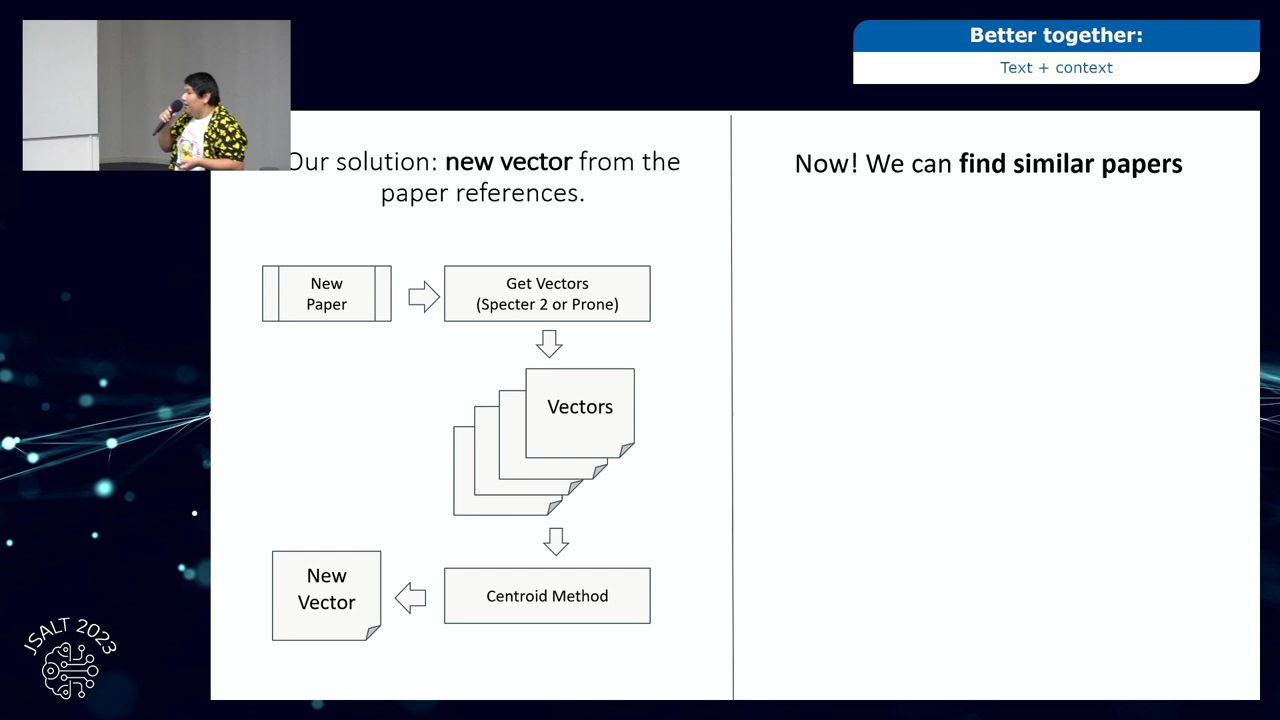 Better together:
Text + context
Our solution: new vector from the
paper references.
Now! We can find similar papers
New
Paper
Get Vectors
(Specter 2 or Prone)
Vectors
Centroid Method
New
Vector
JSALT 2023